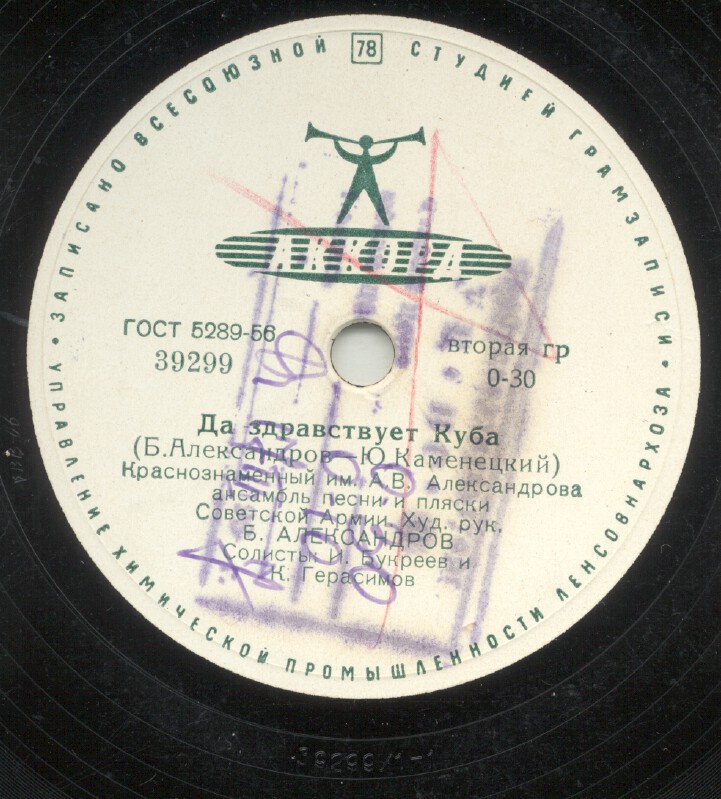 ЗАПИСАНО ВСЕСОЮЗНОЙ 78 СТУДИЕЙ ГРАМЗАПИСИ
АККОРД
ГОСТ 5289-56
39299
вторая гр
0-30
Да здравствует Куба
(Б.Александров—Ю.Каменецкий)
Краснознаменный им. А.В. Александрова
ансамбль песни и пляски
Советской Армии Худ. рук.
Б. АЛЕКСАНДРОВ
Солисты: И. Букреев и
К. Герасимов
УПРАВЛЕНИЕ ХИМИЧЕСКОЙ ПРОМЫШЛЕННОСТИ ЛЕНСОВНАРХОЗА
39299/1-1